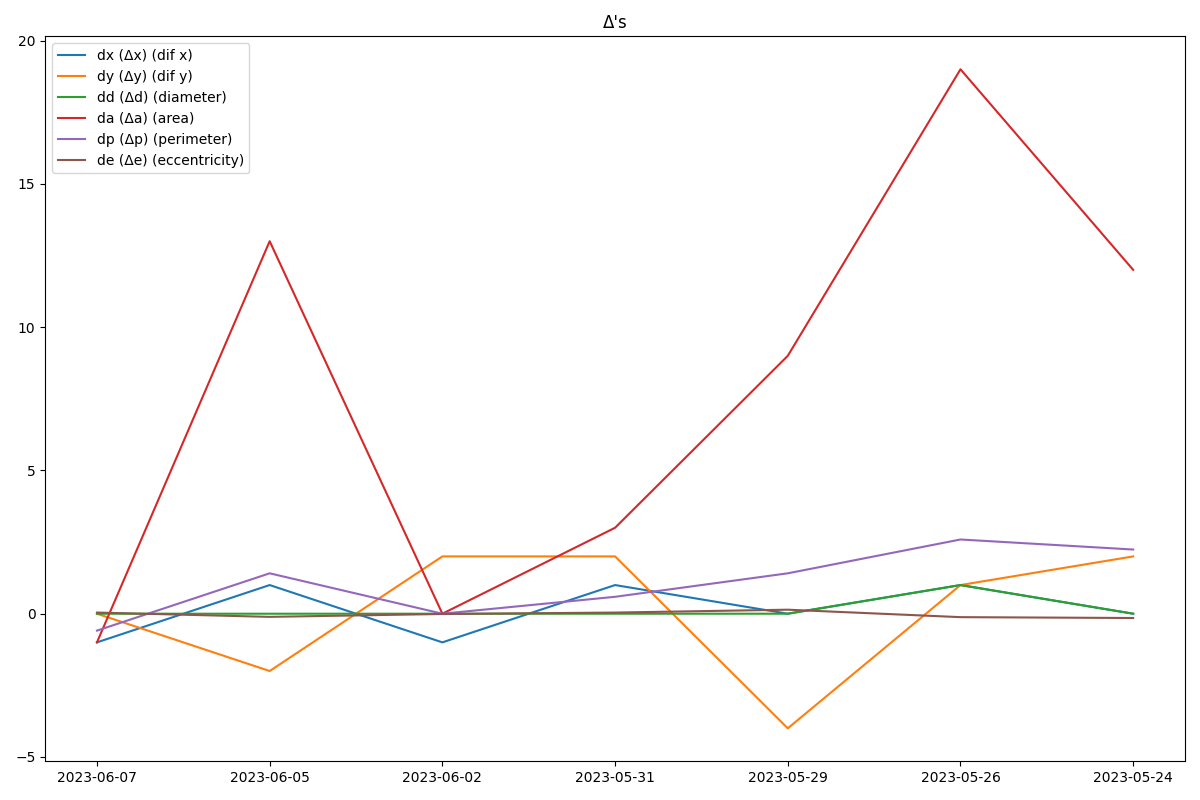 Δ's
20
15
10
5
0
−5
dx (Δx) (dif x)
dy (Δy) (dif y)
dd (Δd) (diameter)
da (Δa) (area)
dp (Δp) (perimeter)
de (Δe) (eccentricity)
2023-06-07 2023-06-05 2023-06-02 2023-05-31 2023-05-29 2023-05-26 2023-05-24